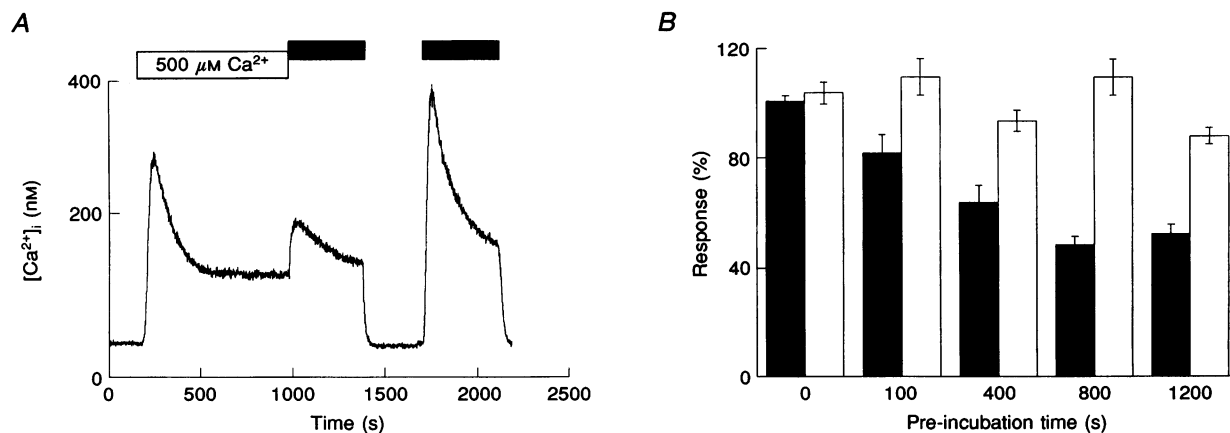 A
500 μM Ca²⁺
400
200
0
[Ca²⁺]ᵢ (nM)
0 500 1000 1500 2000 2500
Time (s)
B
120
80
40
0
Response (%)
0 100 400 800 1200
Pre-incubation time (s)